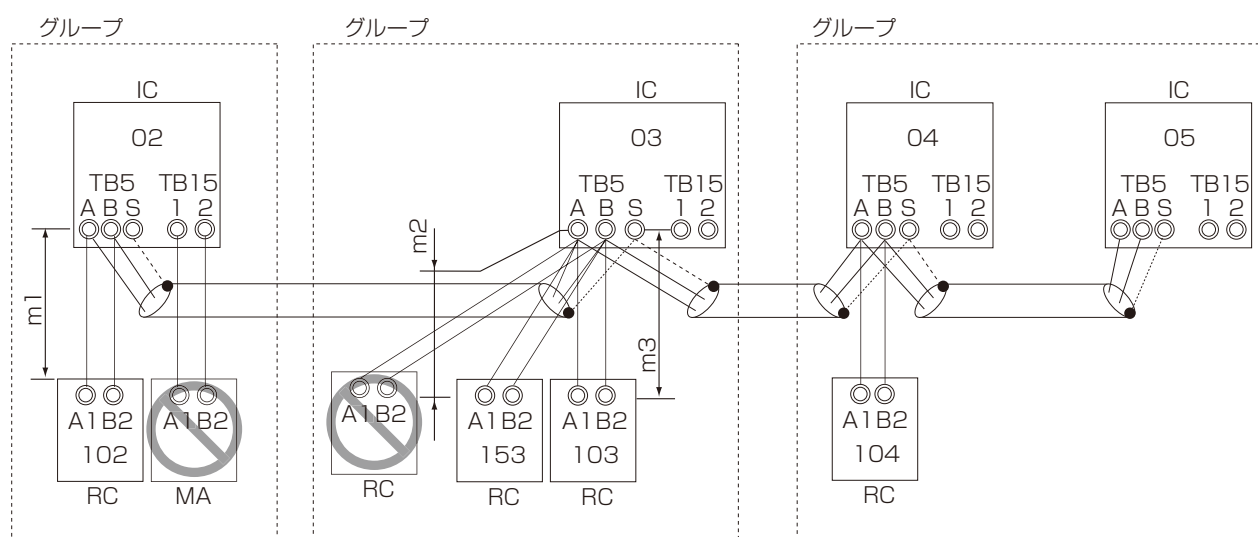 グループ
グループ
グループ
IC
IC
IC
IC
02
03
04
05
TB5 TB15
A B S 1 2
TB5 TB15
A B S 1 2
TB5 TB15
A B S 1 2
TB5 TB15
A B S 1 2
m1
m2
m3
A1B2
102
RC
A1B2
MA
A1B2
RC
A1B2
153
RC
A1B2
103
RC
A1B2
104
RC